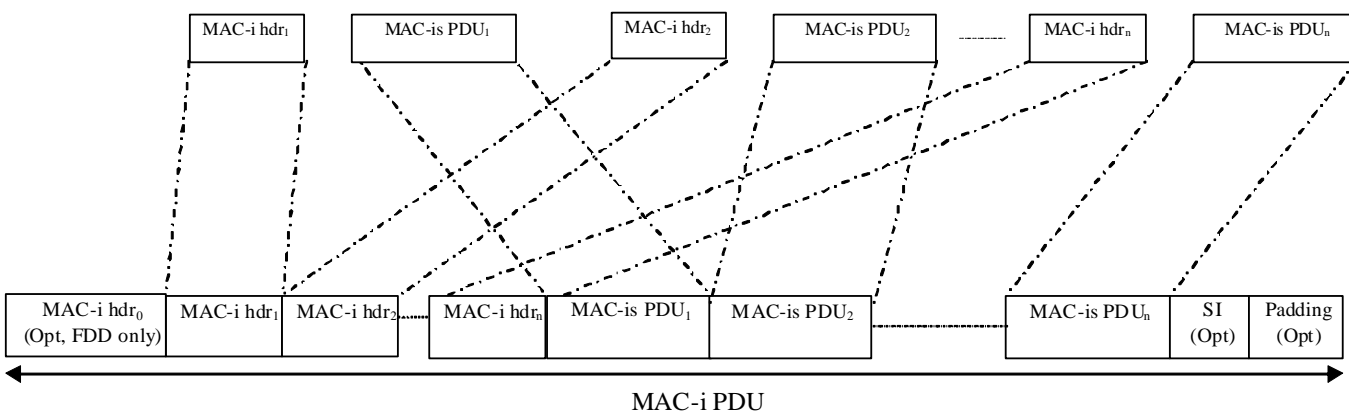 MAC-i hdr₁ MAC-is PDU₁ MAC-i hdr₂ MAC-is PDU₂ MAC-i hdrₙ MAC-is PDUₙ
MAC-i hdr₀ MAC-i hdr₁ MAC-i hdr₂ MAC-i hdrₙ MAC-is PDU₁ MAC-is PDU₂ MAC-is PDUₙ SI Padding
(Opt, FDD only) (Opt) (Opt)
MAC-i PDU